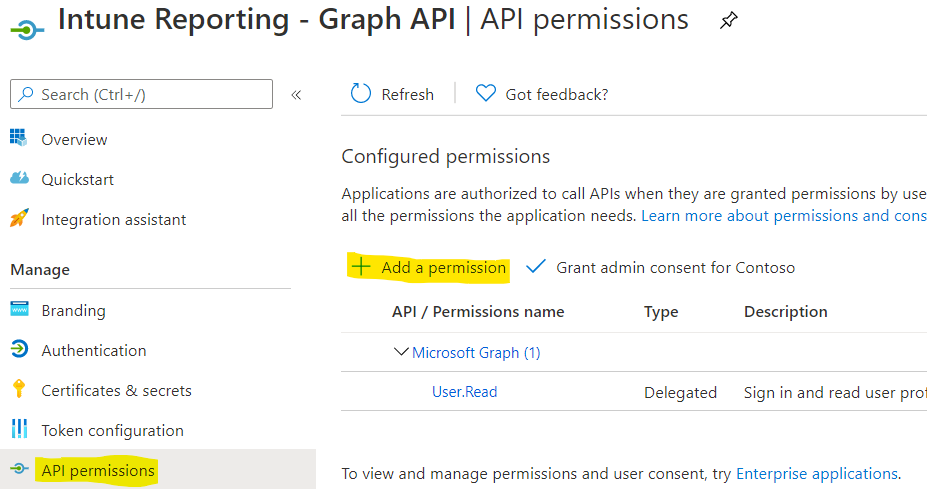 Intune Reporting - Graph API | API permissions
Search (Ctrl+/)
«
Overview
Quickstart
Integration assistant
Manage
Branding
Authentication
Certificates & secrets
Token configuration
API permissions
Refresh
Got feedback?
Configured permissions
Applications are authorized to call APIs when they are granted permissions by use
all the permissions the application needs. Learn more about permissions and cons
Add a permission
Grant admin consent for Contoso
API / Permissions name Type Description
Microsoft Graph (1)
User.Read Delegated Sign in and read user prof
To view and manage permissions and user consent, try Enterprise applications.